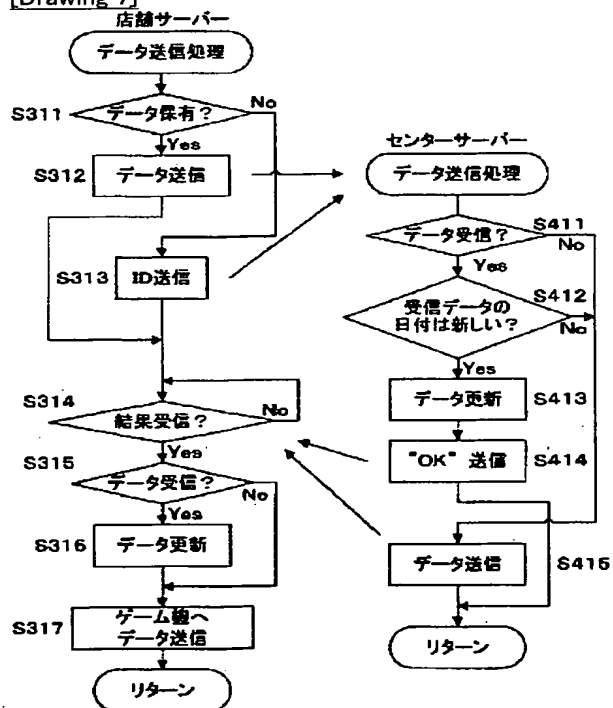 [Drawing 7]
店舗サーバー
データ送信処理
S311
データ保有？
No
Yes
S312
データ送信
S313
ID送信
S314
結果受信？
No
Yes
S315
データ受信？
No
Yes
S316
データ更新
S317
ゲーム機へ
データ送信
リターン
センターサーバー
データ送信処理
S411
データ受信？
No
Yes
S412
受信データの
日付は新しい？
No
Yes
データ更新
S413
"OK" 送信
S414
データ送信
S415
リターン